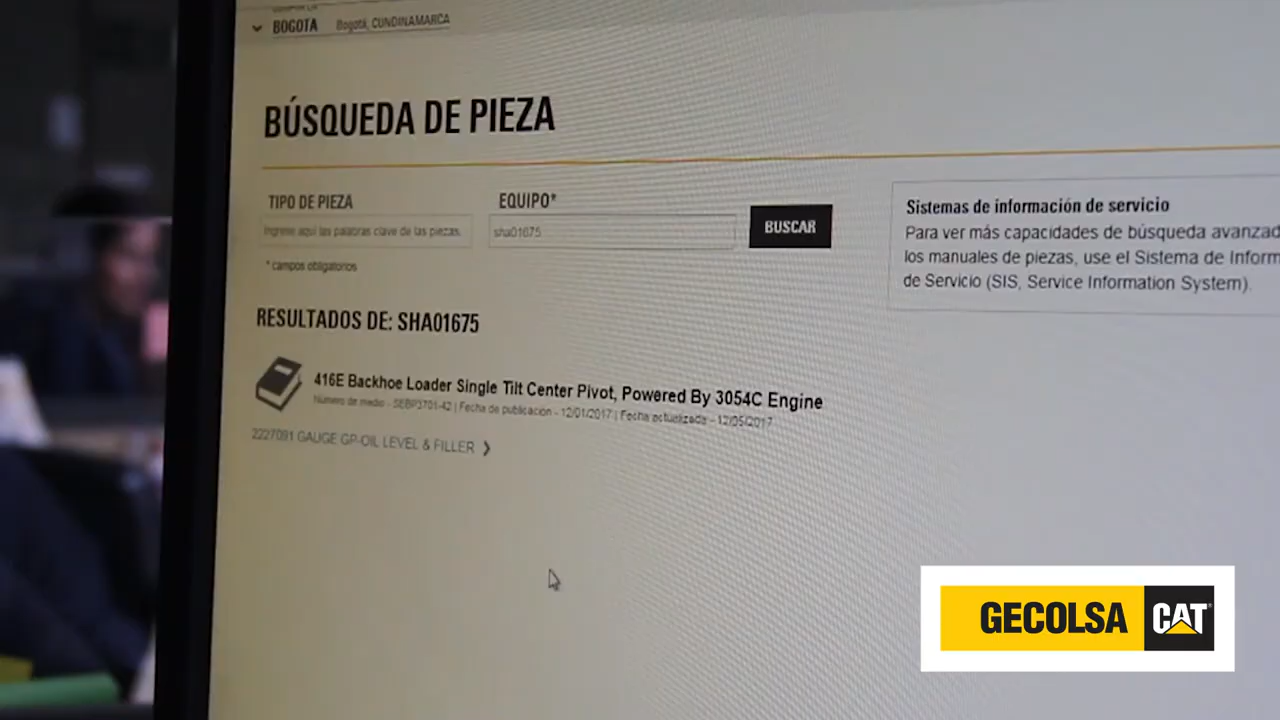 BOGOTA Bogotá, CUNDINAMARCA
BÚSQUEDA DE PIEZA
TIPO DE PIEZA
EQUIPO*
Ingrese aquí las palabras clave de las piezas.
sha01675
BUSCAR
* campos obligatorios
Sistemas de información de servicio
Para ver más capacidades de búsqueda avanzad
los manuales de piezas, use el Sistema de Inform
de Servicio (SIS, Service Information System).
RESULTADOS DE: SHA01675
416E Backhoe Loader Single Tilt Center Pivot, Powered By 3054C Engine
Número de medio - SEBP3701-42 | Fecha de publicación - 12/01/2017 | Fecha actualizada - 12/05/2017
2227091 GAUGE GP-OIL LEVEL & FILLER
GECOLSA CAT